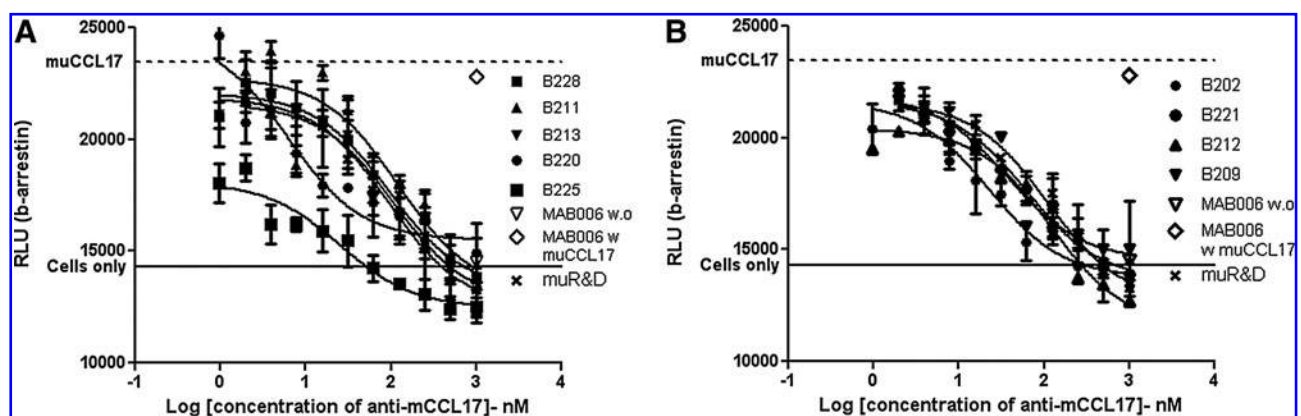 A
25000
muCCL17
20000
15000
Cells only
10000
RLU (b-arrestin)
-1
0
1
2
3
4
Log [concentration of anti-mCCL17]- nM
B228
B211
B213
B220
B225
MAB006 w.o
MAB006 w
muCCL17
muR&D
B
25000
muCCL17
20000
15000
Cells only
10000
RLU (b-arrestin)
-1
0
1
2
3
4
Log [concentration of anti-mCCL17]- nM
B202
B221
B212
B209
MAB006 w.o
MAB006
w muCCL17
muR&D